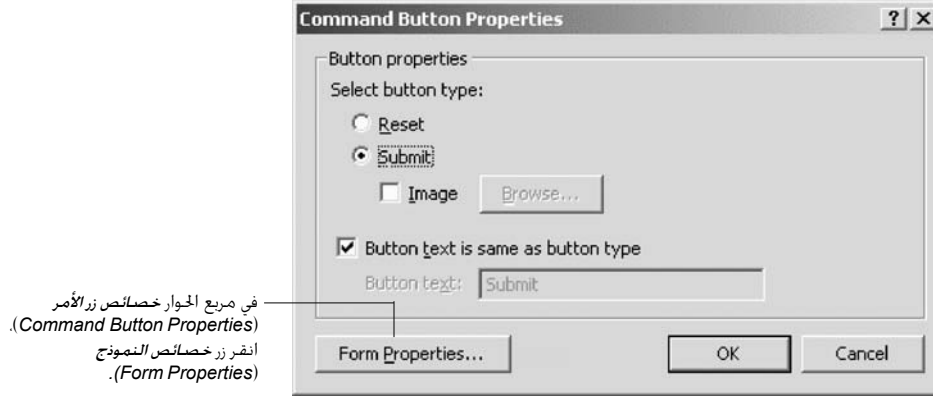 Command Button Properties
Button properties
Select button type:
Reset
Submit
Image Browse...
Button text is same as button type
Button text: Submit
Form Properties... OK Cancel
في مربع الحوار خصائص زر الأمر
(Command Button Properties).
انقر زر خصائص النموذج
(Form Properties).